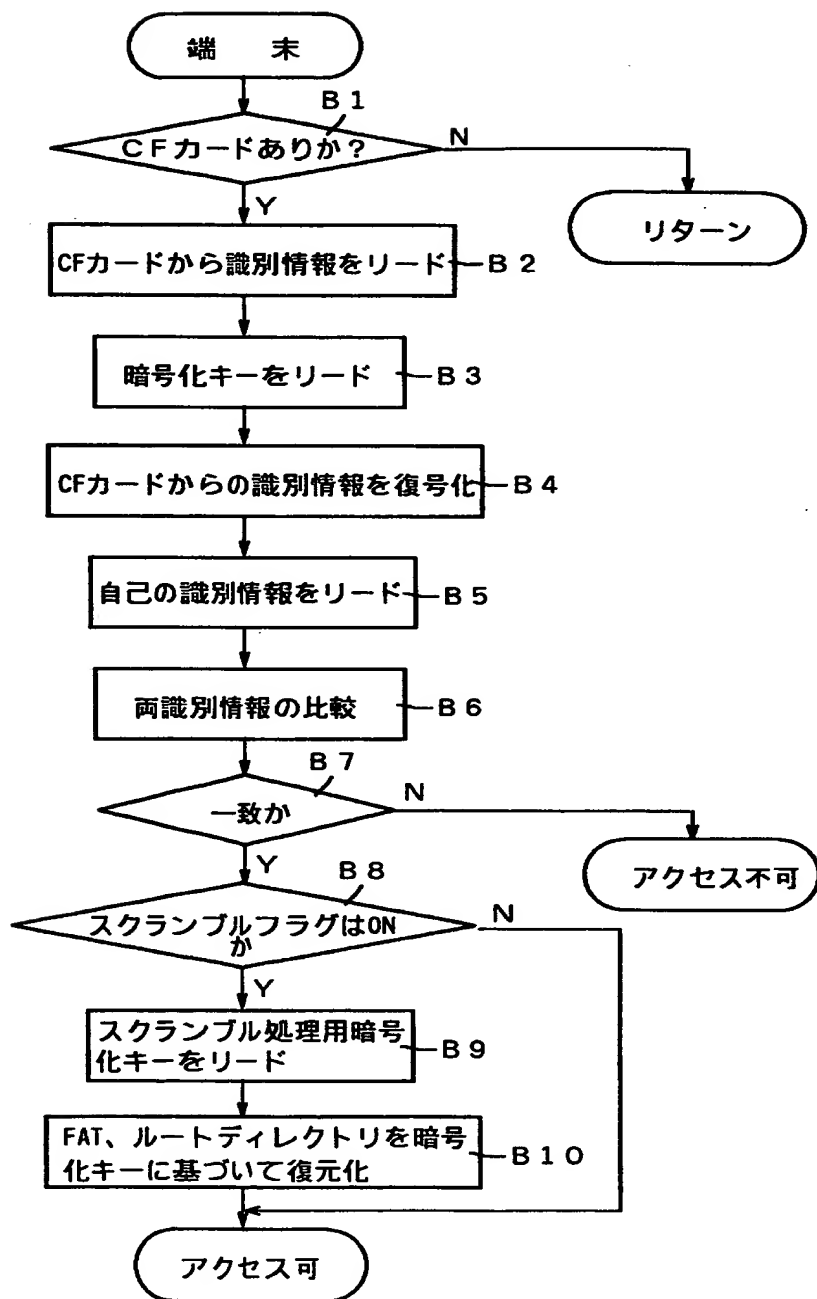 端 末
B1
CFカードありか?
N
Y
リターン
CFカードから識別情報をリード
B2
暗号化キーをリード
B3
CFカードからの識別情報を復号化
B4
自己の識別情報をリード
B5
両識別情報の比較
B6
B7
一致か
N
Y
アクセス不可
B8
スクランブルフラグはON
か
N
Y
スクランブル処理用暗号
化キーをリード
B9
FAT、ルートディレクトリを暗号
化キーに基づいて復元化
B10
アクセス可